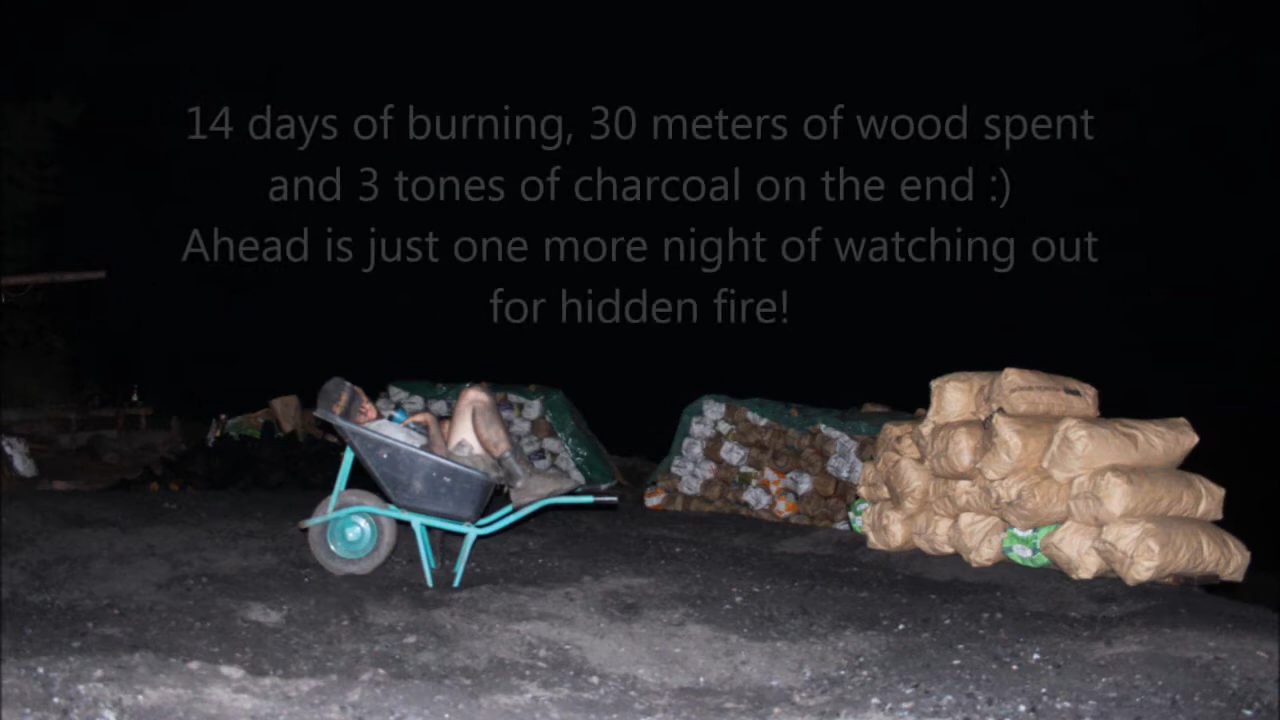 14 days of burning, 30 meters of wood spent
and 3 tones of charcoal on the end :)
Ahead is just one more night of watching out
for hidden fire!